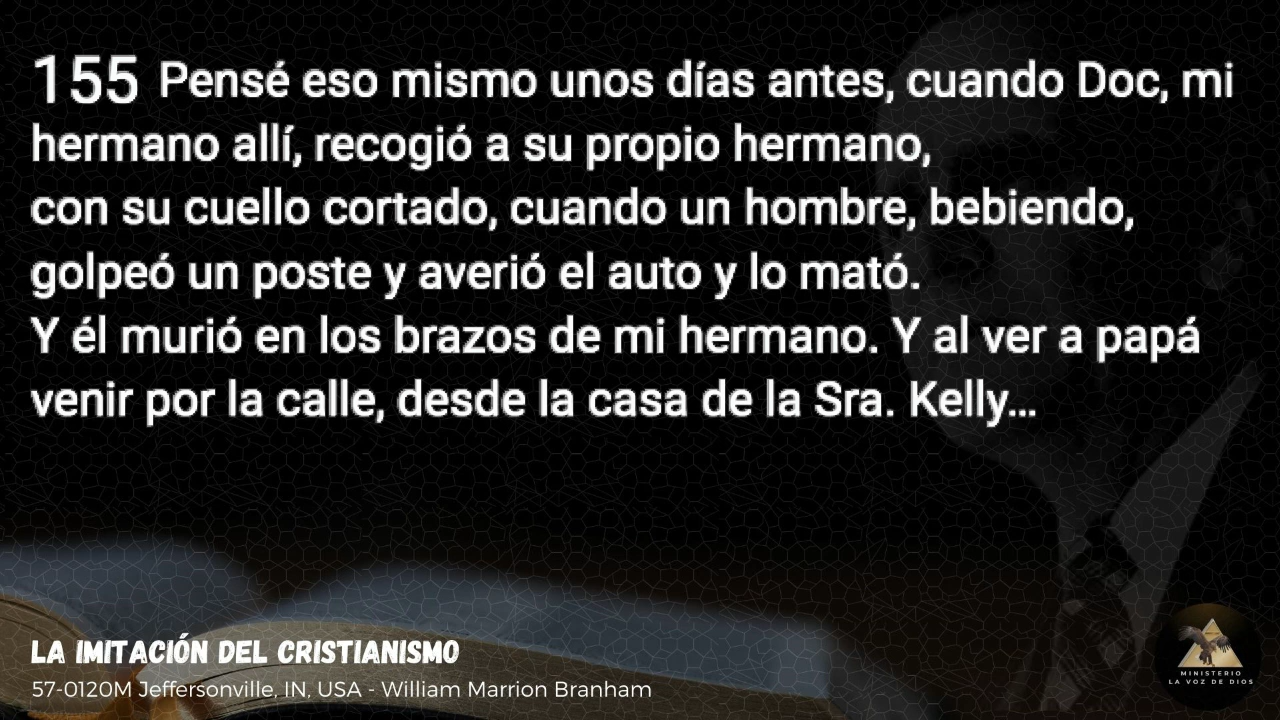 155 Pensé eso mismo unos días antes, cuando Doc, mi
hermano allí, recogió a su propio hermano,
con su cuello cortado, cuando un hombre, bebiendo,
golpeó un poste y averió el auto y lo mató.
Y él murió en los brazos de mi hermano. Y al ver a papá
venir por la calle, desde la casa de la Sra. Kelly...
LA IMITACIÓN DEL CRISTIANISMO
57-0120M Jeffersonville, IN, USA - William Marrion Branham
MINISTERIO
LA VOZ DE DIOS